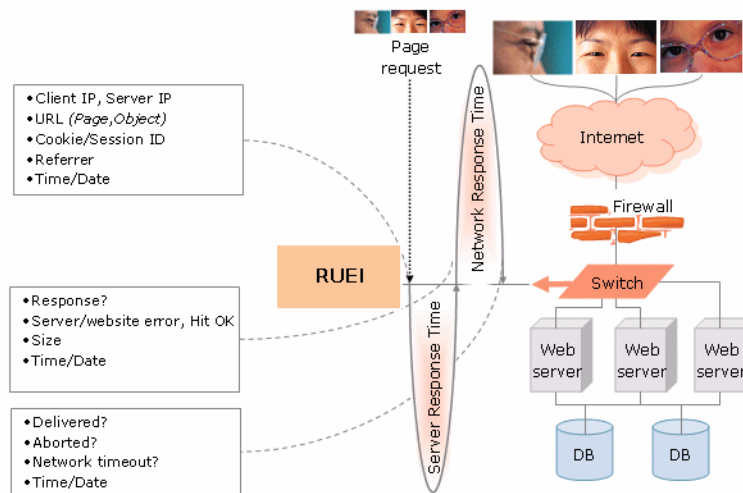 Page
request
• Client IP, Server IP
• URL (Page,Object)
• Cookie/Session ID
• Referrer
• Time/Date
Internet
Network Response Time
Firewall
RUEI
Switch
• Response?
• Server/website error, Hit OK
• Size
• Time/Date
Server Response Time
Web
server
Web
server
Web
server
• Delivered?
• Aborted?
• Network timeout?
• Time/Date
DB
DB